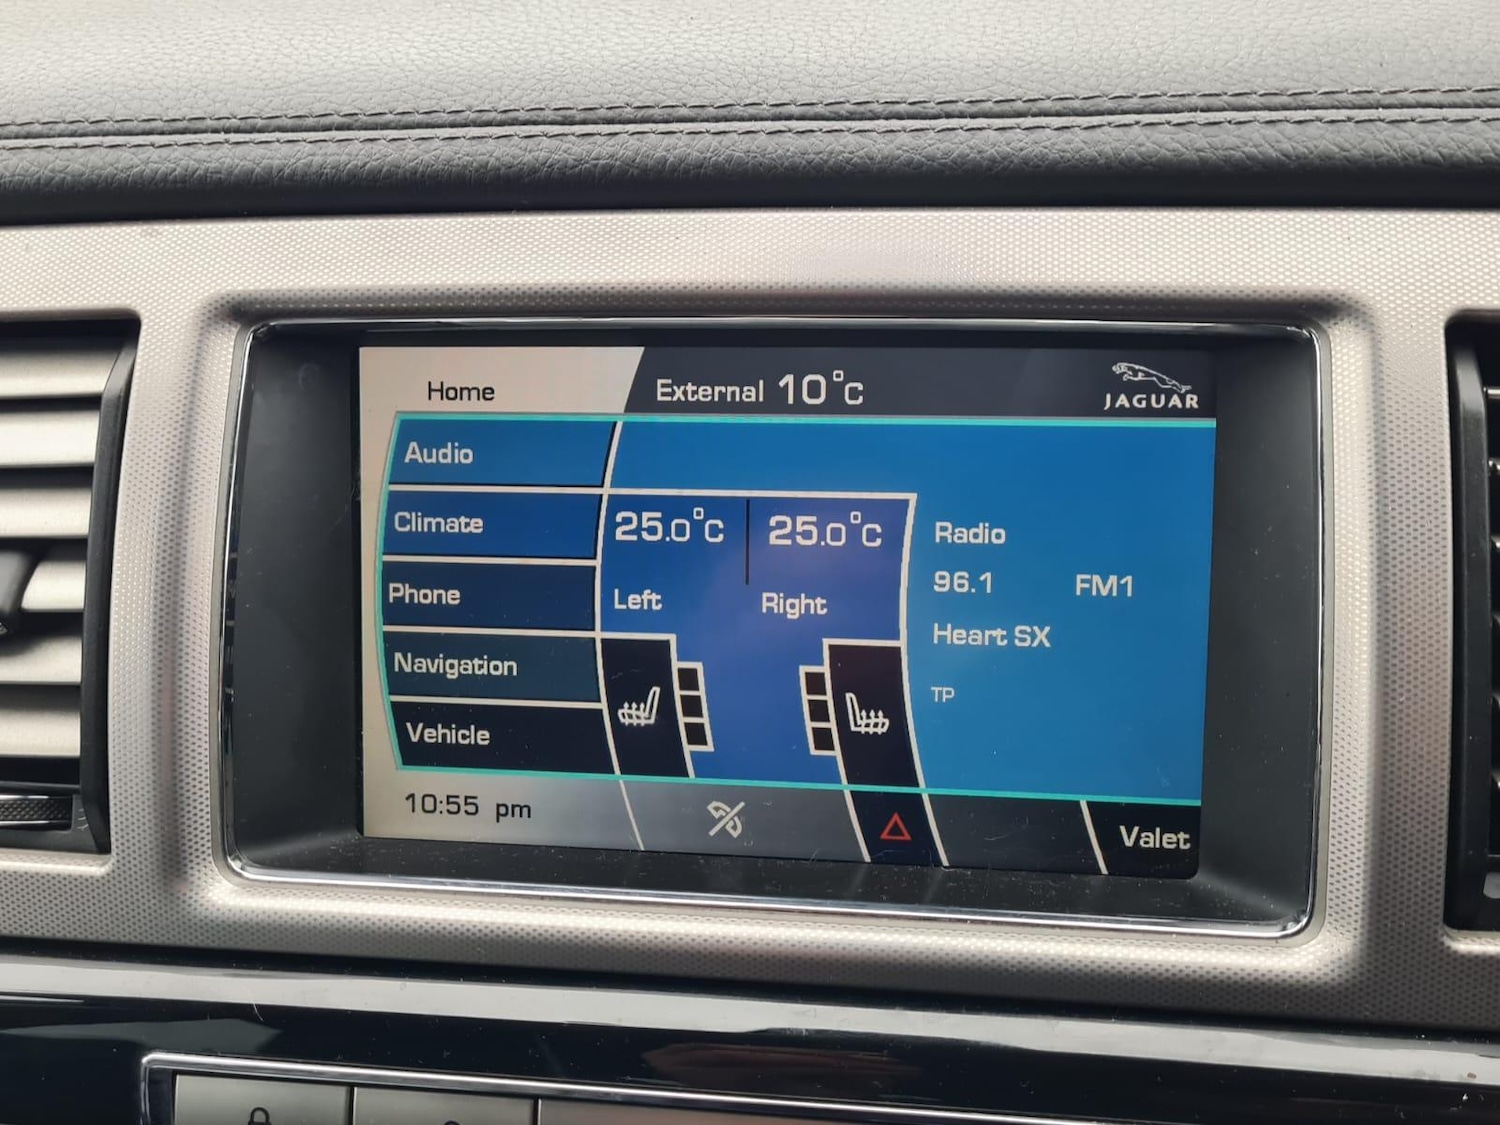 Home
External 10°C
JAGUAR
Audio
Climate
25.0°C
25.0°C
Radio
Phone
Left
Right
96.1
FM1
Heart SX
Navigation
TP
Vehicle
10:55 pm
Valet